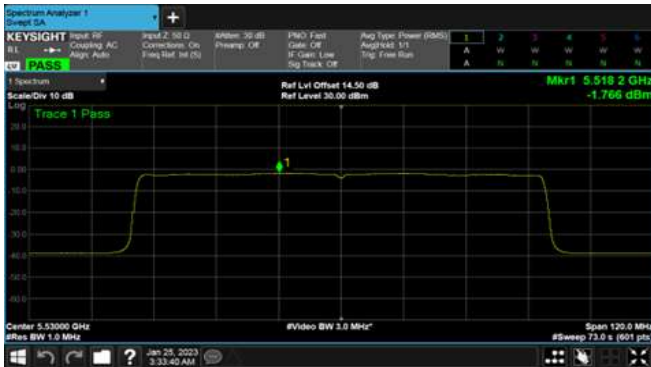 Spectrum Analyzer 1
Swept SA
+
KEYSIGHT
RL
Input: RF
Coupling: AC
Align: Auto
Input Z: 50 Ω
Corrections: On
Freq Ref: Int (S)
#Atten: 30 dB
Preamp: Off
PNO: Fast
Gate: Off
IF Gain: Low
Sig Track: Off
Avg Type: Power (RMS)
Avg|Hold: 1/1
Trig: Free Run
1 2 3 4 5 6
A W W W W W
A N N N N N
LW PASS
1 Spectrum
Scale/Div 10 dB
Ref Lvl Offset 14.50 dB
Ref Level 30.00 dBm
Mkr1 5.518 2 GHz
-1.766 dBm
Log
Trace 1 Pass
20.0
10.0
0.00
1
-10.0
-20.0
-30.0
-40.0
-50.0
-60.0
Center 5.53000 GHz
#Video BW 3.0 MHz*
Span 120.0 MHz
#Res BW 1.0 MHz
#Sweep 73.0 s (601 pts)
?
Jan 25, 2023
3:33:40 AM